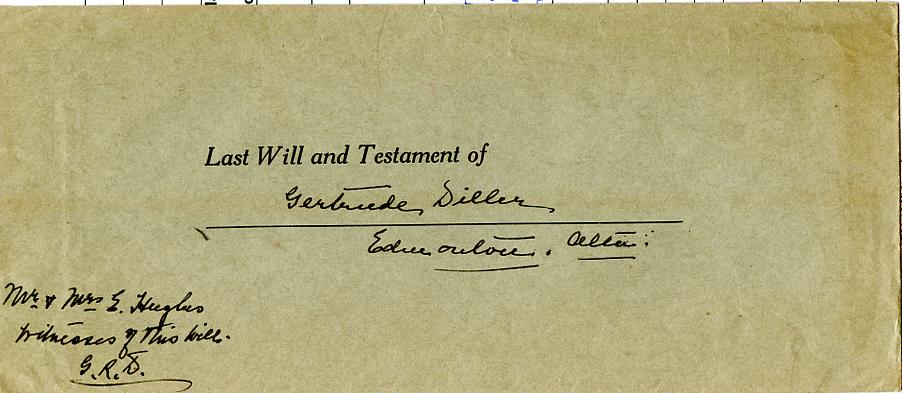 Last Will and Testament of
Gertrude Diller
Edmonton. Alta:
Mr & Mrs E. Hughes
Witnesses of this Will.
G.R.D.